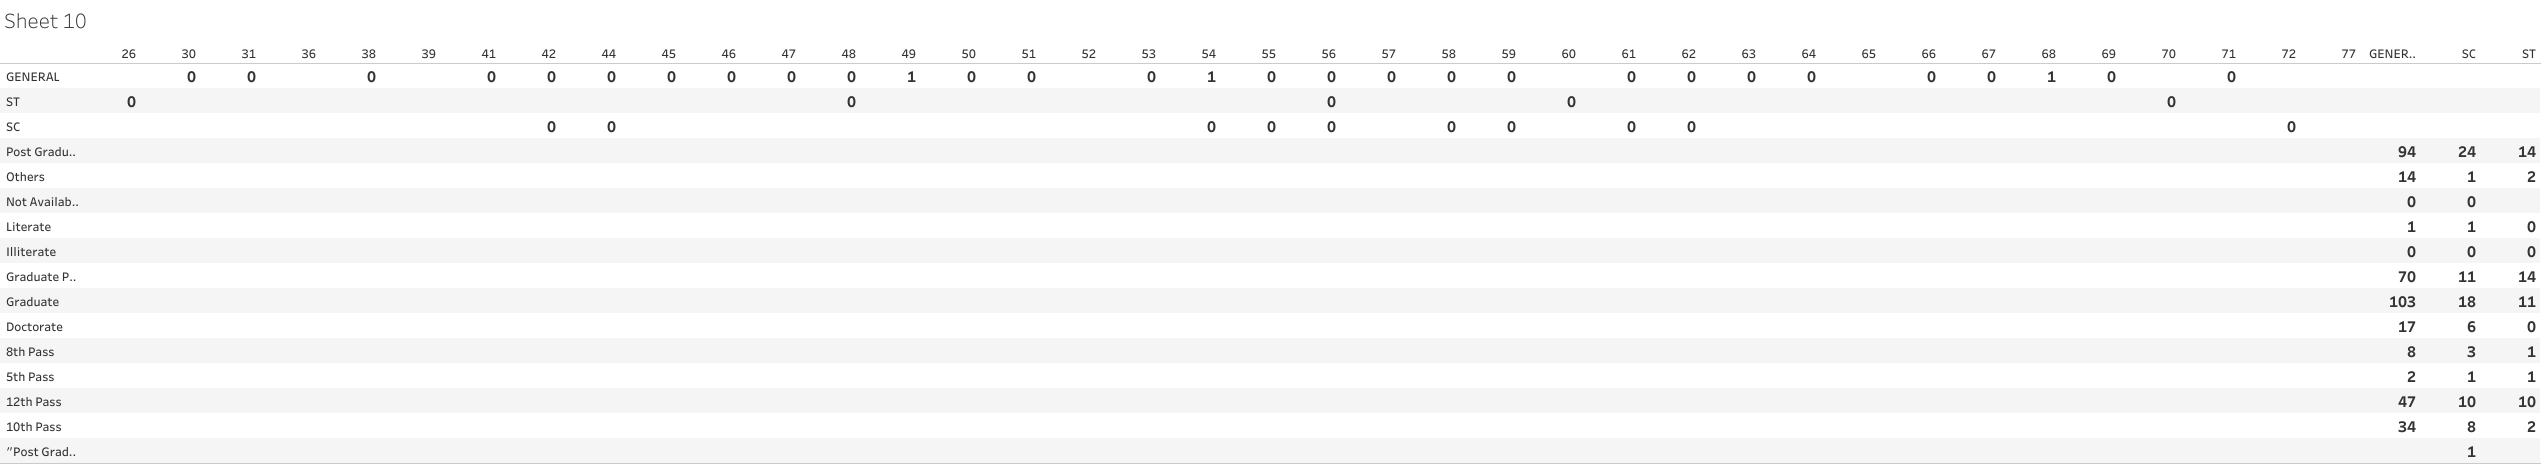 Sheet 10
26 30 31 36 38 39 41 42 44 45 46 47 48 49 50 51 52 53 54 55 56 57 58 59 60 61 62 63 64 65 66 67 68 69 70 71 72 77 GENER.. SC ST
GENERAL 0 0 0 0 0 0 0 0 0 0 1 0 0 0 1 0 0 0 0 0 0 0 0 0 0 0 1 0 0
ST 0 0 0 0 0
SC 0 0 0 0 0 0 0 0 0 0
Post Gradu.. 94 24 14
Others 14 1 2
Not Availab.. 0 0
Literate 1 1 0
Illiterate 0 0 0
Graduate P.. 70 11 14
Graduate 103 18 11
Doctorate 17 6 0
8th Pass 8 3 1
5th Pass 2 1 1
12th Pass 47 10 10
10th Pass 34 8 2
"Post Grad.. 1